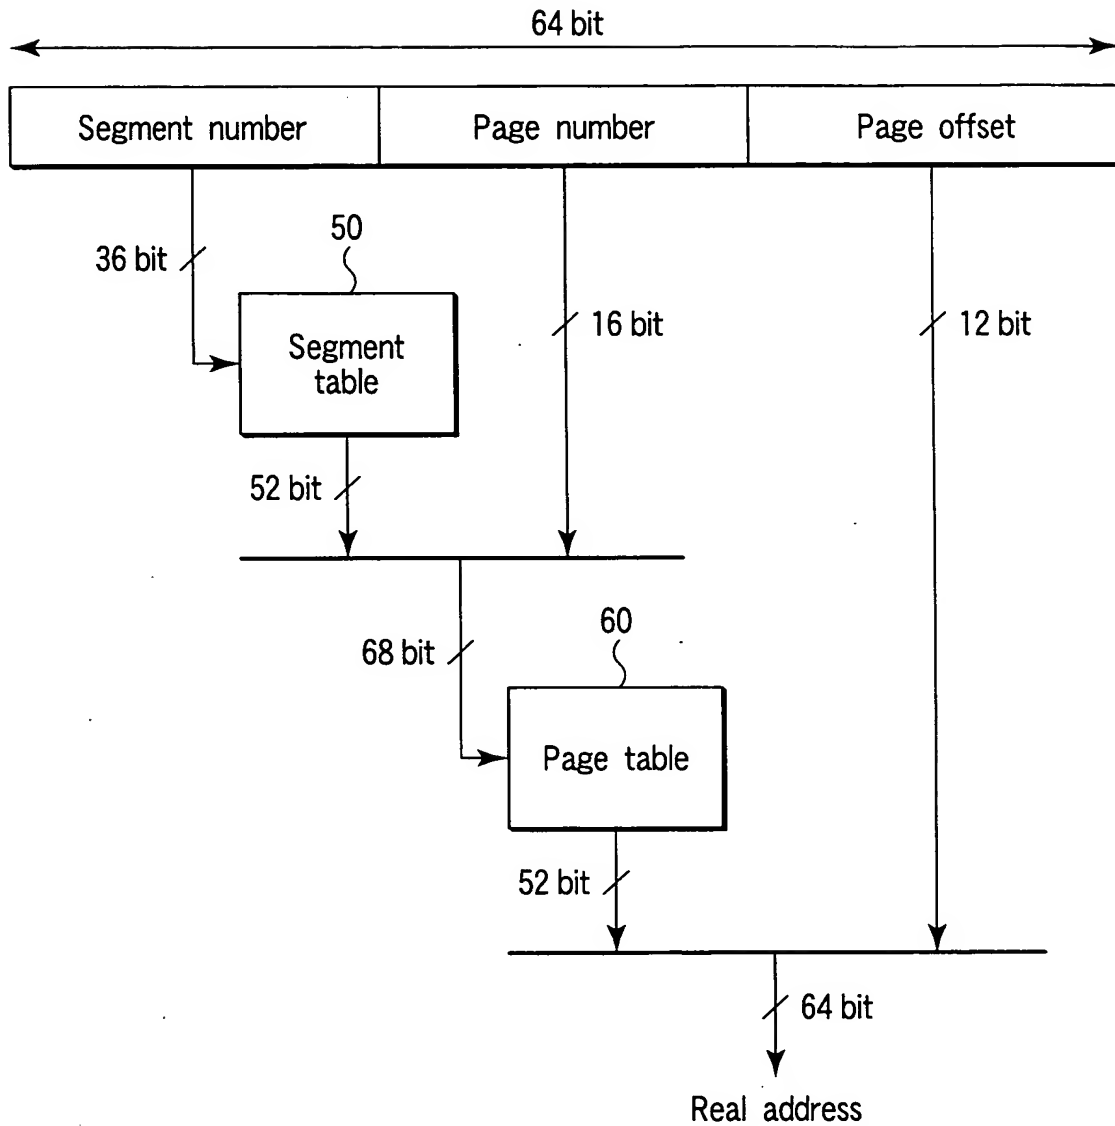 64 bit
Segment number
Page number
Page offset
50
36 bit
Segment
table
16 bit
12 bit
52 bit
60
68 bit
Page table
52 bit
64 bit
Real address